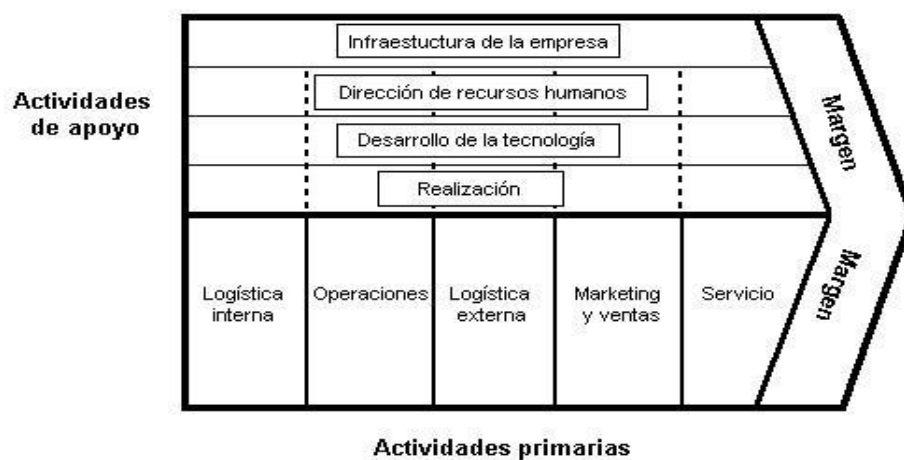 Infraestuctura de la empresa
Dirección de recursos humanos
Desarrollo de la tecnología
Realización
Actividades
de apoyo
Margen
Margen
Logística
interna
Operaciones
Logística
externa
Marketing
y ventas
Servicio
Actividades primarias